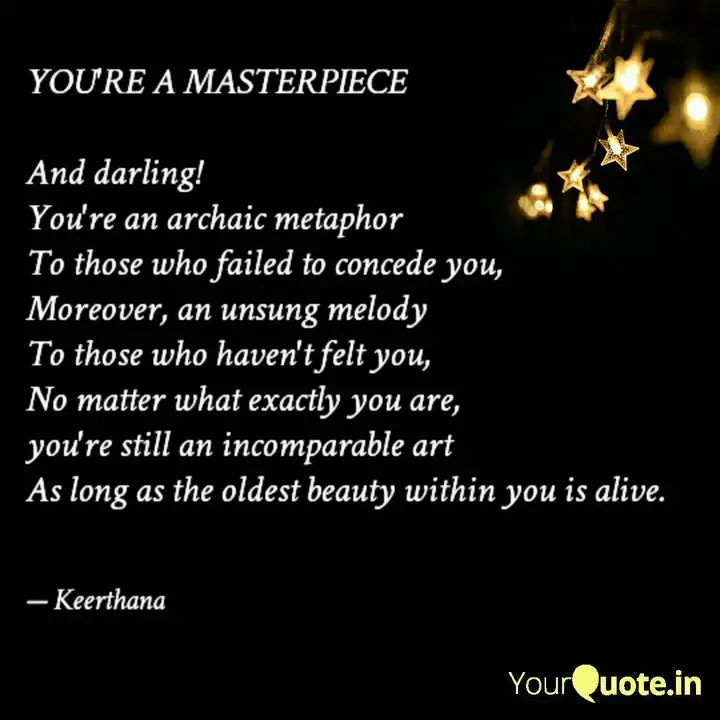 YOU'RE A MASTERPIECE
And darling!
You're an archaic metaphor
To those who failed to concede you,
Moreover, an unsung melody
To those who haven't felt you,
No matter what exactly you are,
you're still an incomparable art
As long as the oldest beauty within you is alive.
— Keerthana
YourQuote.in